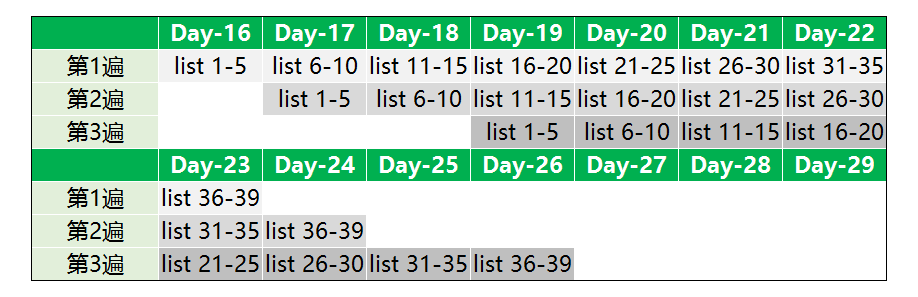 Day-16 Day-17 Day-18 Day-19 Day-20 Day-21 Day-22
第1遍 list 1-5 list 6-10 list 11-15 list 16-20 list 21-25 list 26-30 list 31-35
第2遍 list 1-5 list 6-10 list 11-15 list 16-20 list 21-25 list 26-30
第3遍 list 1-5 list 6-10 list 11-15 list 16-20
Day-23 Day-24 Day-25 Day-26 Day-27 Day-28 Day-29
第1遍 list 36-39
第2遍 list 31-35 list 36-39
第3遍 list 21-25 list 26-30 list 31-35 list 36-39